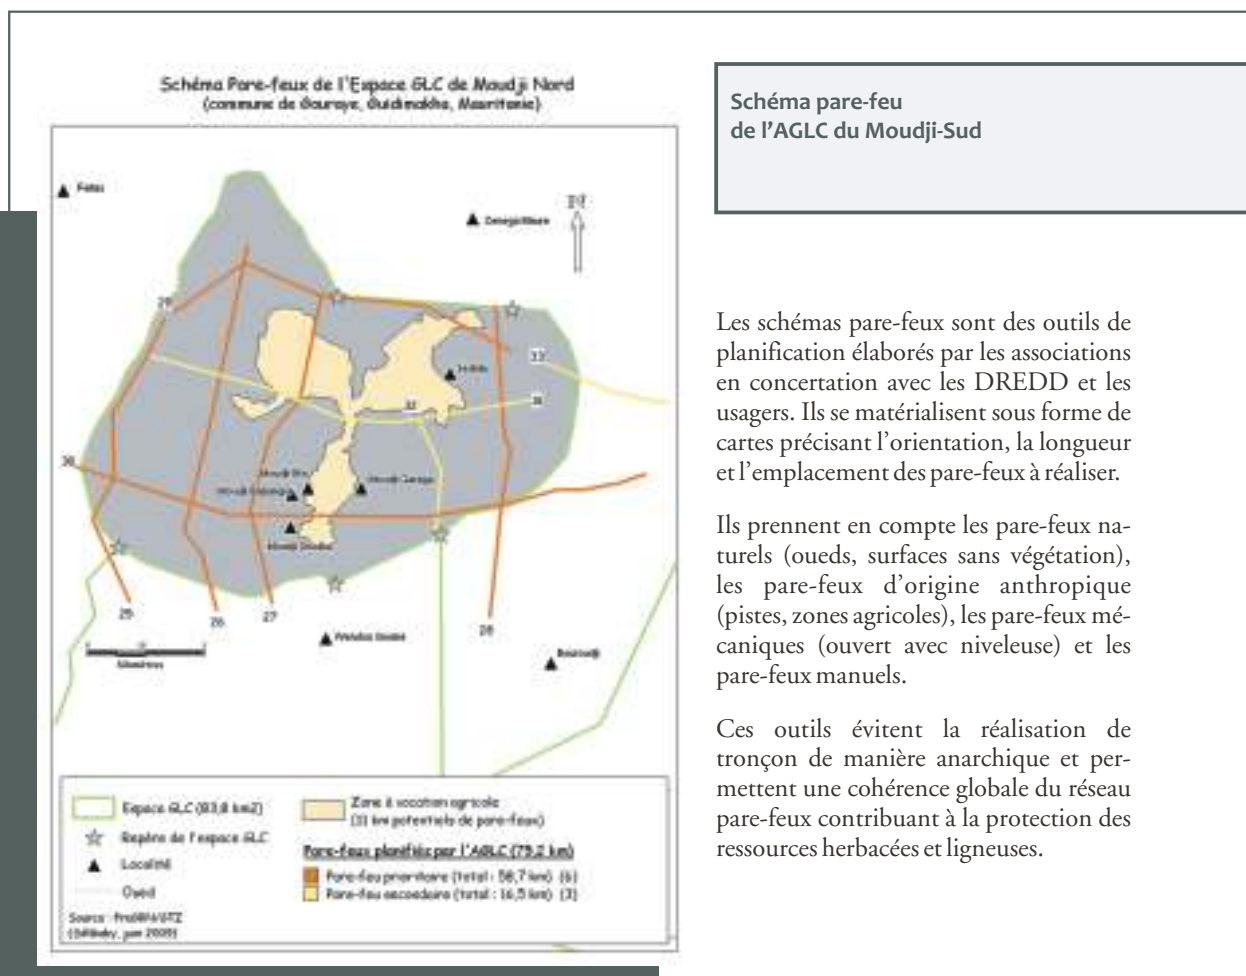 Schéma Pare-feux de l'Espace GLC de Moudji Nord
(commune de Gouraye, Guidimakha, Mauritanie)
Schéma pare-feu
de l'AGLC du Moudji-Sud
N
29
33
32
31
30
25
26
27
28
Kilomètres
Espace GLC (83,8 km2)
Repère de l'espace GLC
Localité
Oued
Source : ProGRN/GTZ
(Sélibaby, juin 2009)
Zone à vocation agricole
(31 km potentiels de pare-feux)
Pare-feux planifiés par l'AGLC (79,2 km)
Pare-feu prioritaire (total : 58,7 km) (6)
Pare-feu secondaire (total : 16,5 km) (3)
Les schémas pare-feux sont des outils de
planification élaborés par les associations
en concertation avec les DREDD et les
usagers. Ils se matérialisent sous forme de
cartes précisant l'orientation, la longueur
et l'emplacement des pare-feux à réaliser.
Ils prennent en compte les pare-feux na-
turels (oueds, surfaces sans végétation),
les pare-feux d'origine anthropique
(pistes, zones agricoles), les pare-feux mé-
caniques (ouvert avec niveleuse) et les
pare-feux manuels.
Ces outils évitent la réalisation de
tronçon de manière anarchique et per-
mettent une cohérence globale du réseau
pare-feux contribuant à la protection des
ressources herbacées et ligneuses.